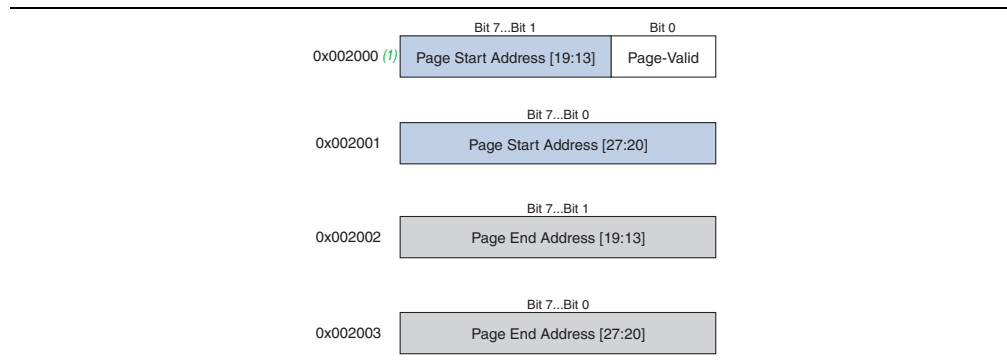 Bit 7...Bit 1 Bit 0
0x002000 (1) Page Start Address [19:13] Page-Valid
Bit 7...Bit 0
0x002001 Page Start Address [27:20]
Bit 7...Bit 1
0x002002 Page End Address [19:13]
Bit 7...Bit 0
0x002003 Page End Address [27:20]